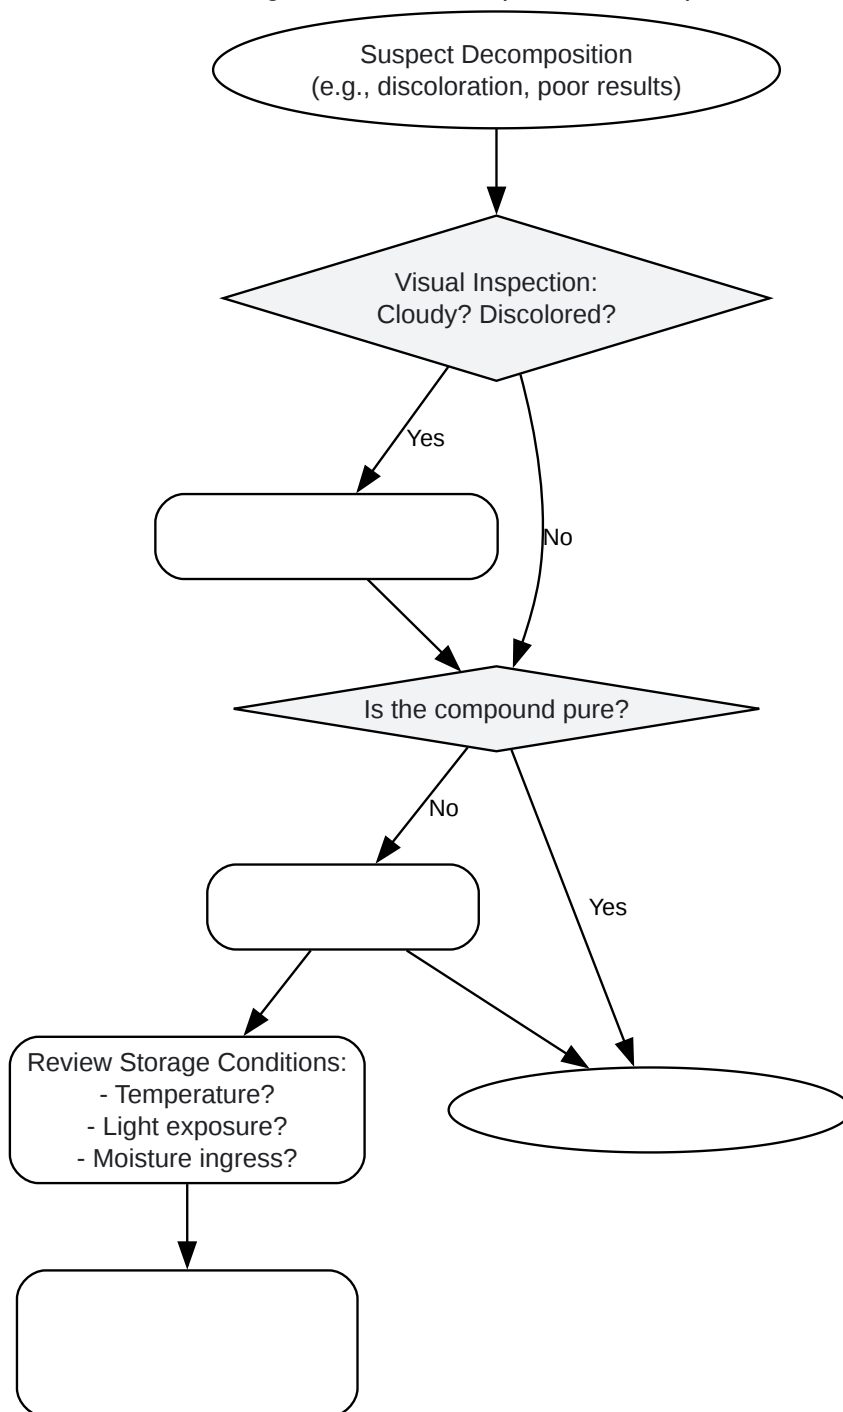 Suspect Decomposition
(e.g., discoloration, poor results)
Visual Inspection:
Cloudy? Discolored?
Yes
No
Is the compound pure?
No
Yes
Review Storage Conditions:
- Temperature?
- Light exposure?
- Moisture ingress?